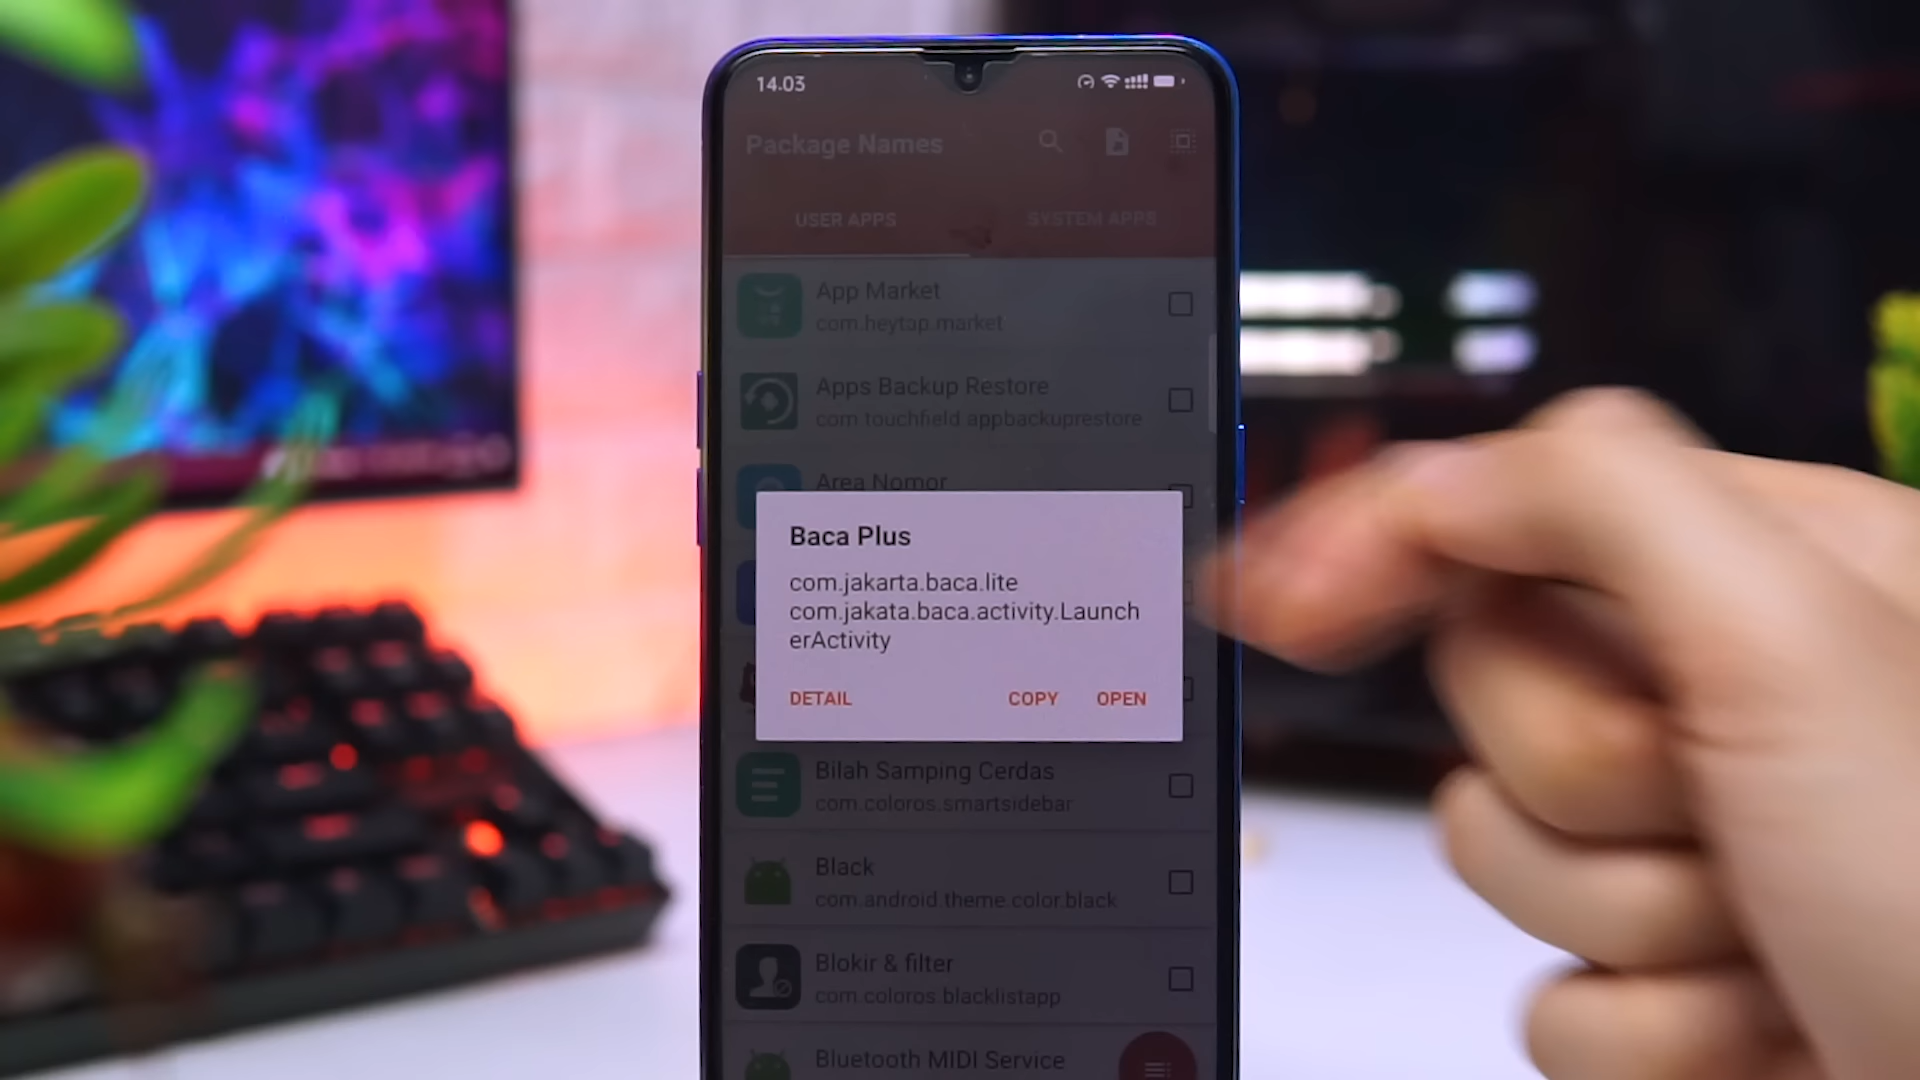 14.03
Package Names
USER APPS
SYSTEM APPS
App Market
com.heytap.market
Apps Backup Restore
com.touchfield.appbackuprestore
Area Nomor
Baca Plus
com.jakarta.baca.lite
com.jakata.baca.activity.Launch
erActivity
DETAIL
COPY
OPEN
Bilah Samping Cerdas
com.coloros.smartsidebar
Black
com.android.theme.color.black
Blokir & filter
com.coloros.blacklistapp
Bluetooth MIDI Service